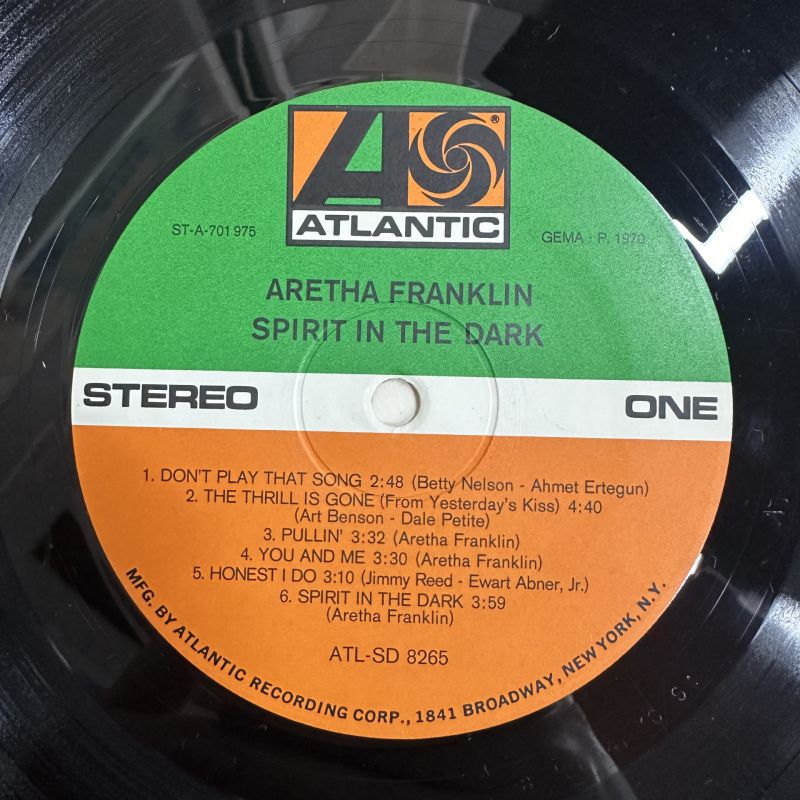 ATLANTIC
®
ST-A-701 975
GEMA · P. 1970
ARETHA FRANKLIN
SPIRIT IN THE DARK
STEREO
ONE
1. DON'T PLAY THAT SONG 2:48 (Betty Nelson - Ahmet Ertegun)
2. THE THRILL IS GONE (From Yesterday's Kiss) 4:40
(Art Benson - Dale Petite)
3. PULLIN' 3:32 (Aretha Franklin)
4. YOU AND ME 3:30 (Aretha Franklin)
5. HONEST I DO 3:10 (Jimmy Reed - Ewart Abner, Jr.)
6. SPIRIT IN THE DARK 3:59
(Aretha Franklin)
ATL-SD 8265
MFG. BY ATLANTIC RECORDING CORP., 1841 BROADWAY, NEW YORK, N.Y.